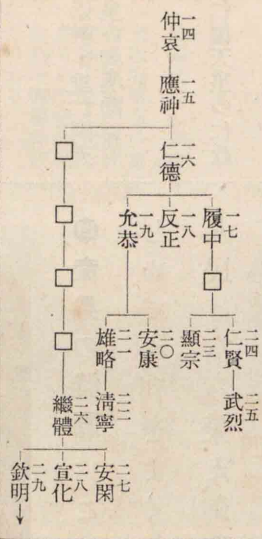 一四
仲哀
一五
應神
一六
仁德
一七
履中
一八
反正
一九
允恭
二四
仁賢
二五
武烈
二三
顯宗
二〇
安康
二一
雄略
二二
淸寧
二六
繼體
二七
安閑
二八
宣化
二九
欽明